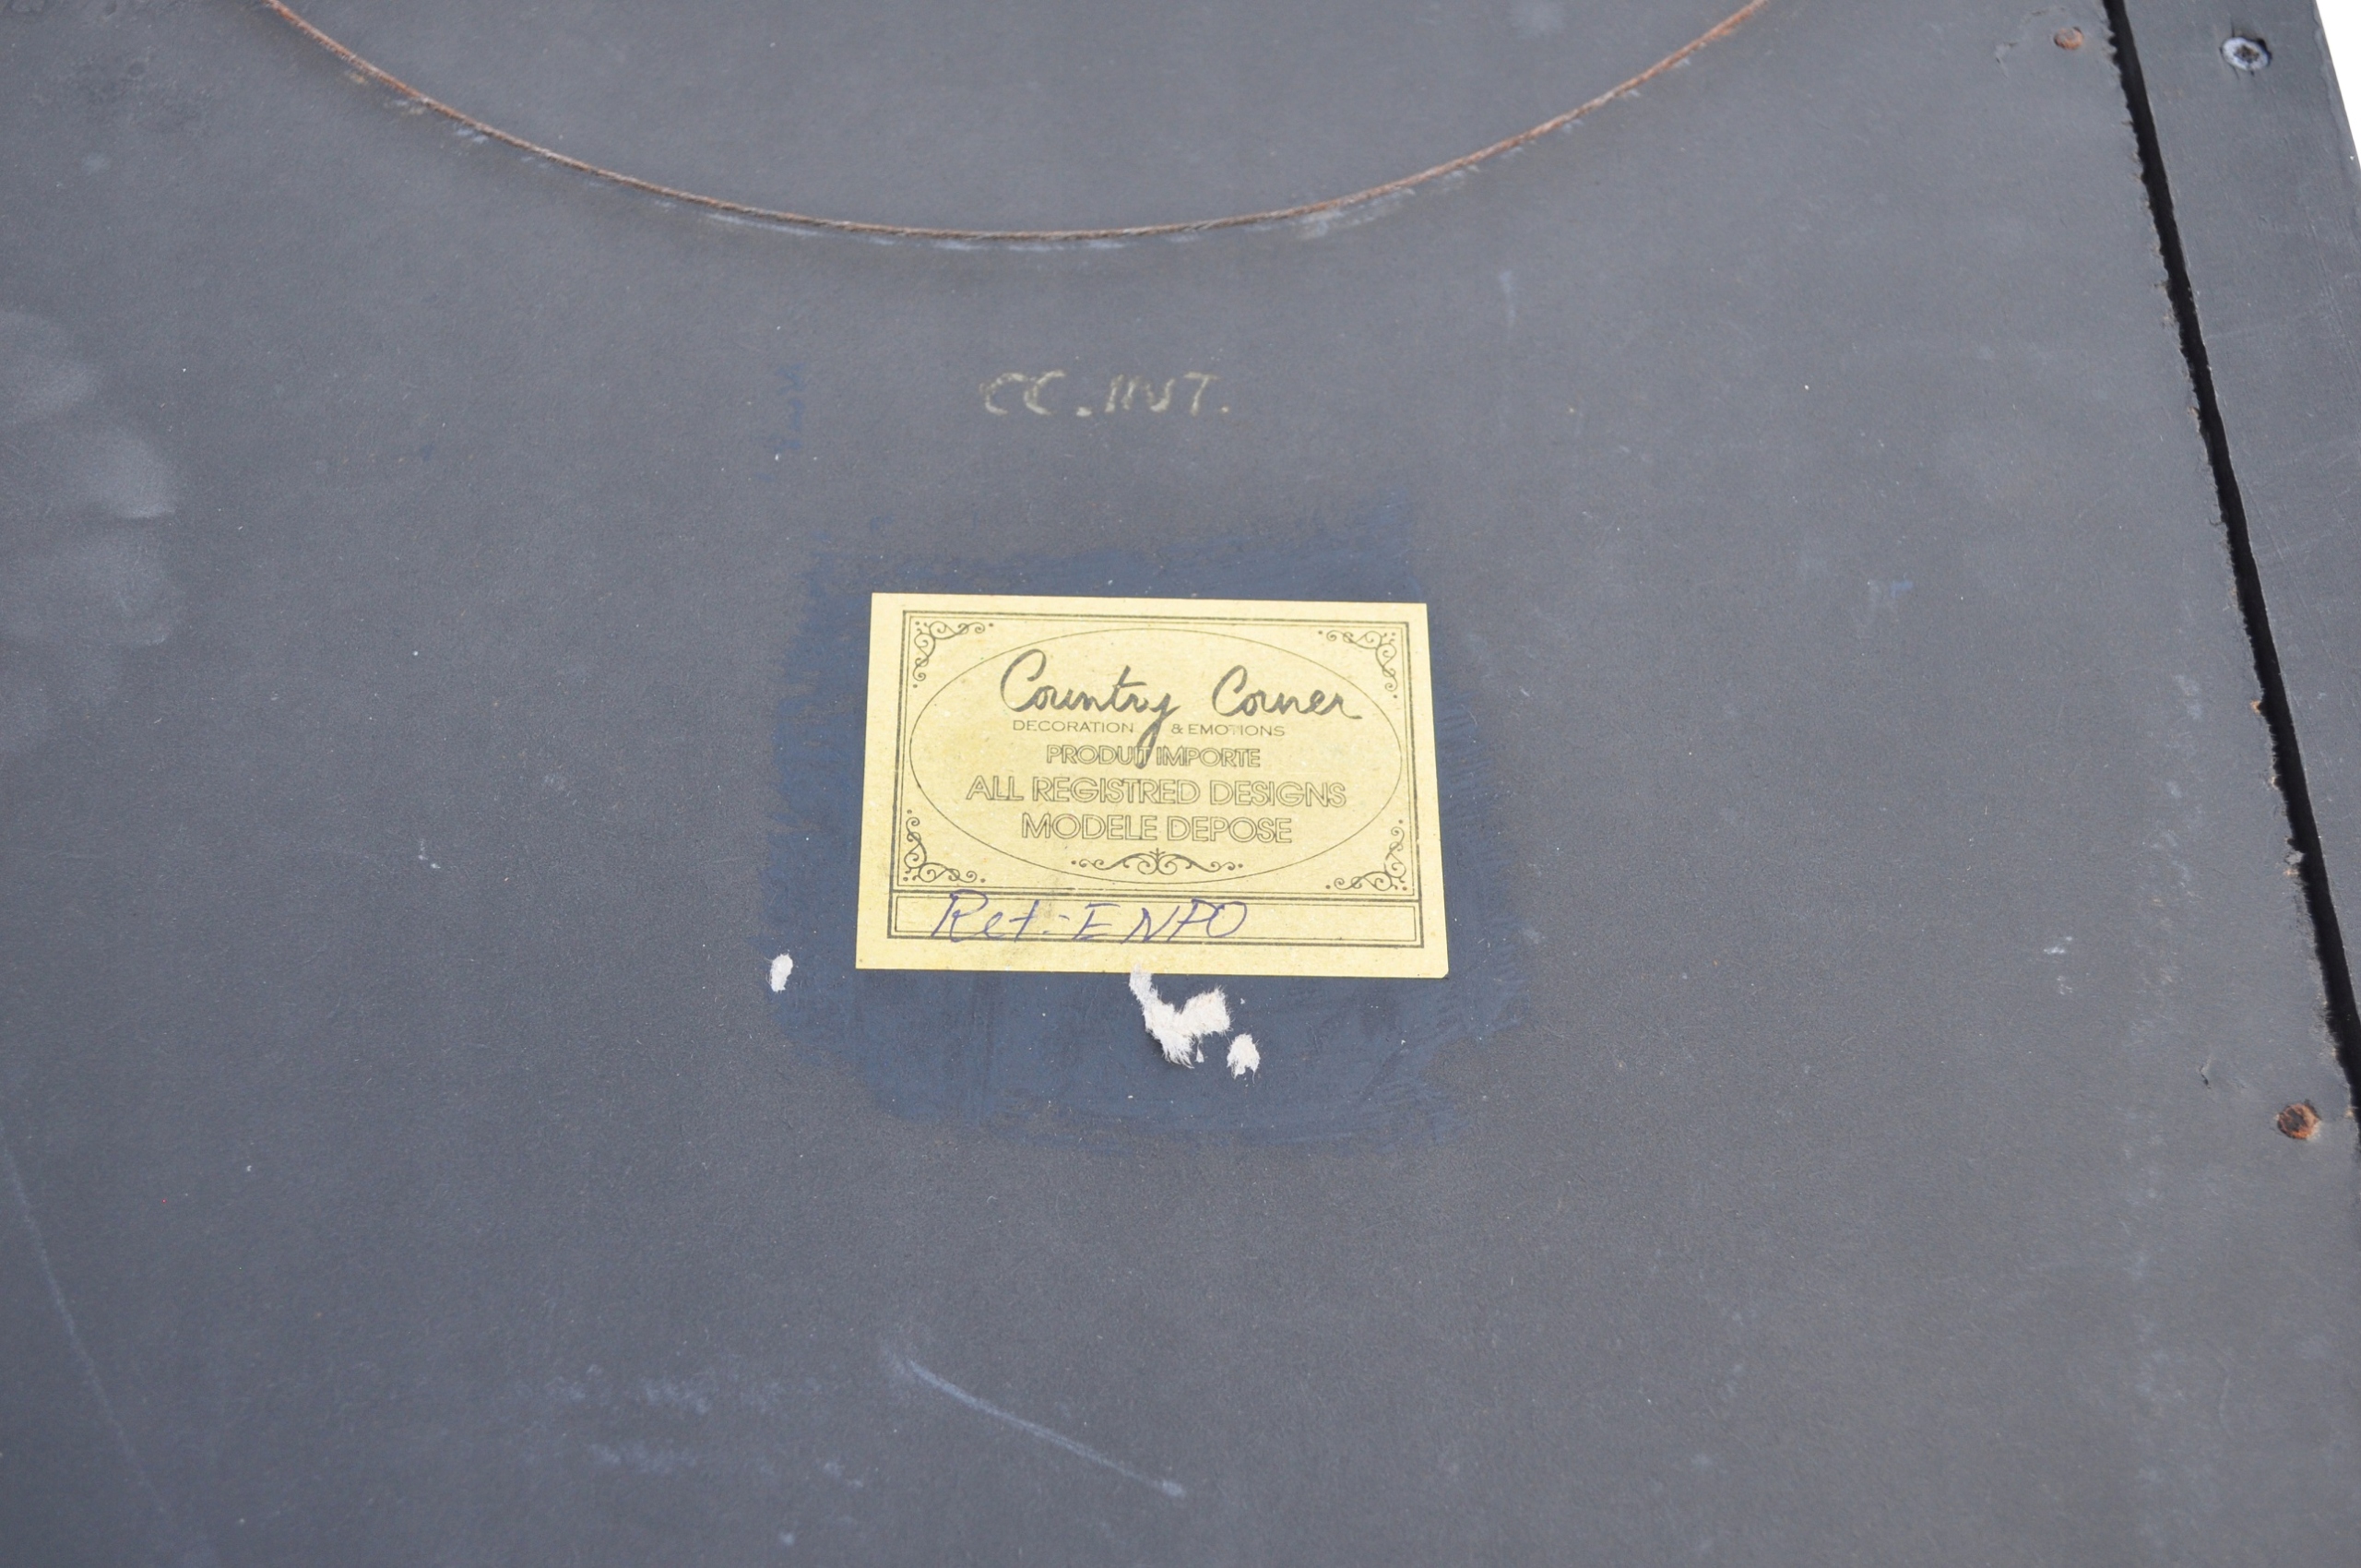 CC.INT.
Country Corner
DECORATION & EMOTIONS
PRODUIT IMPORTE
ALL REGISTRED DESIGNS
MODELE DEPOSE
Ref.-ENPO